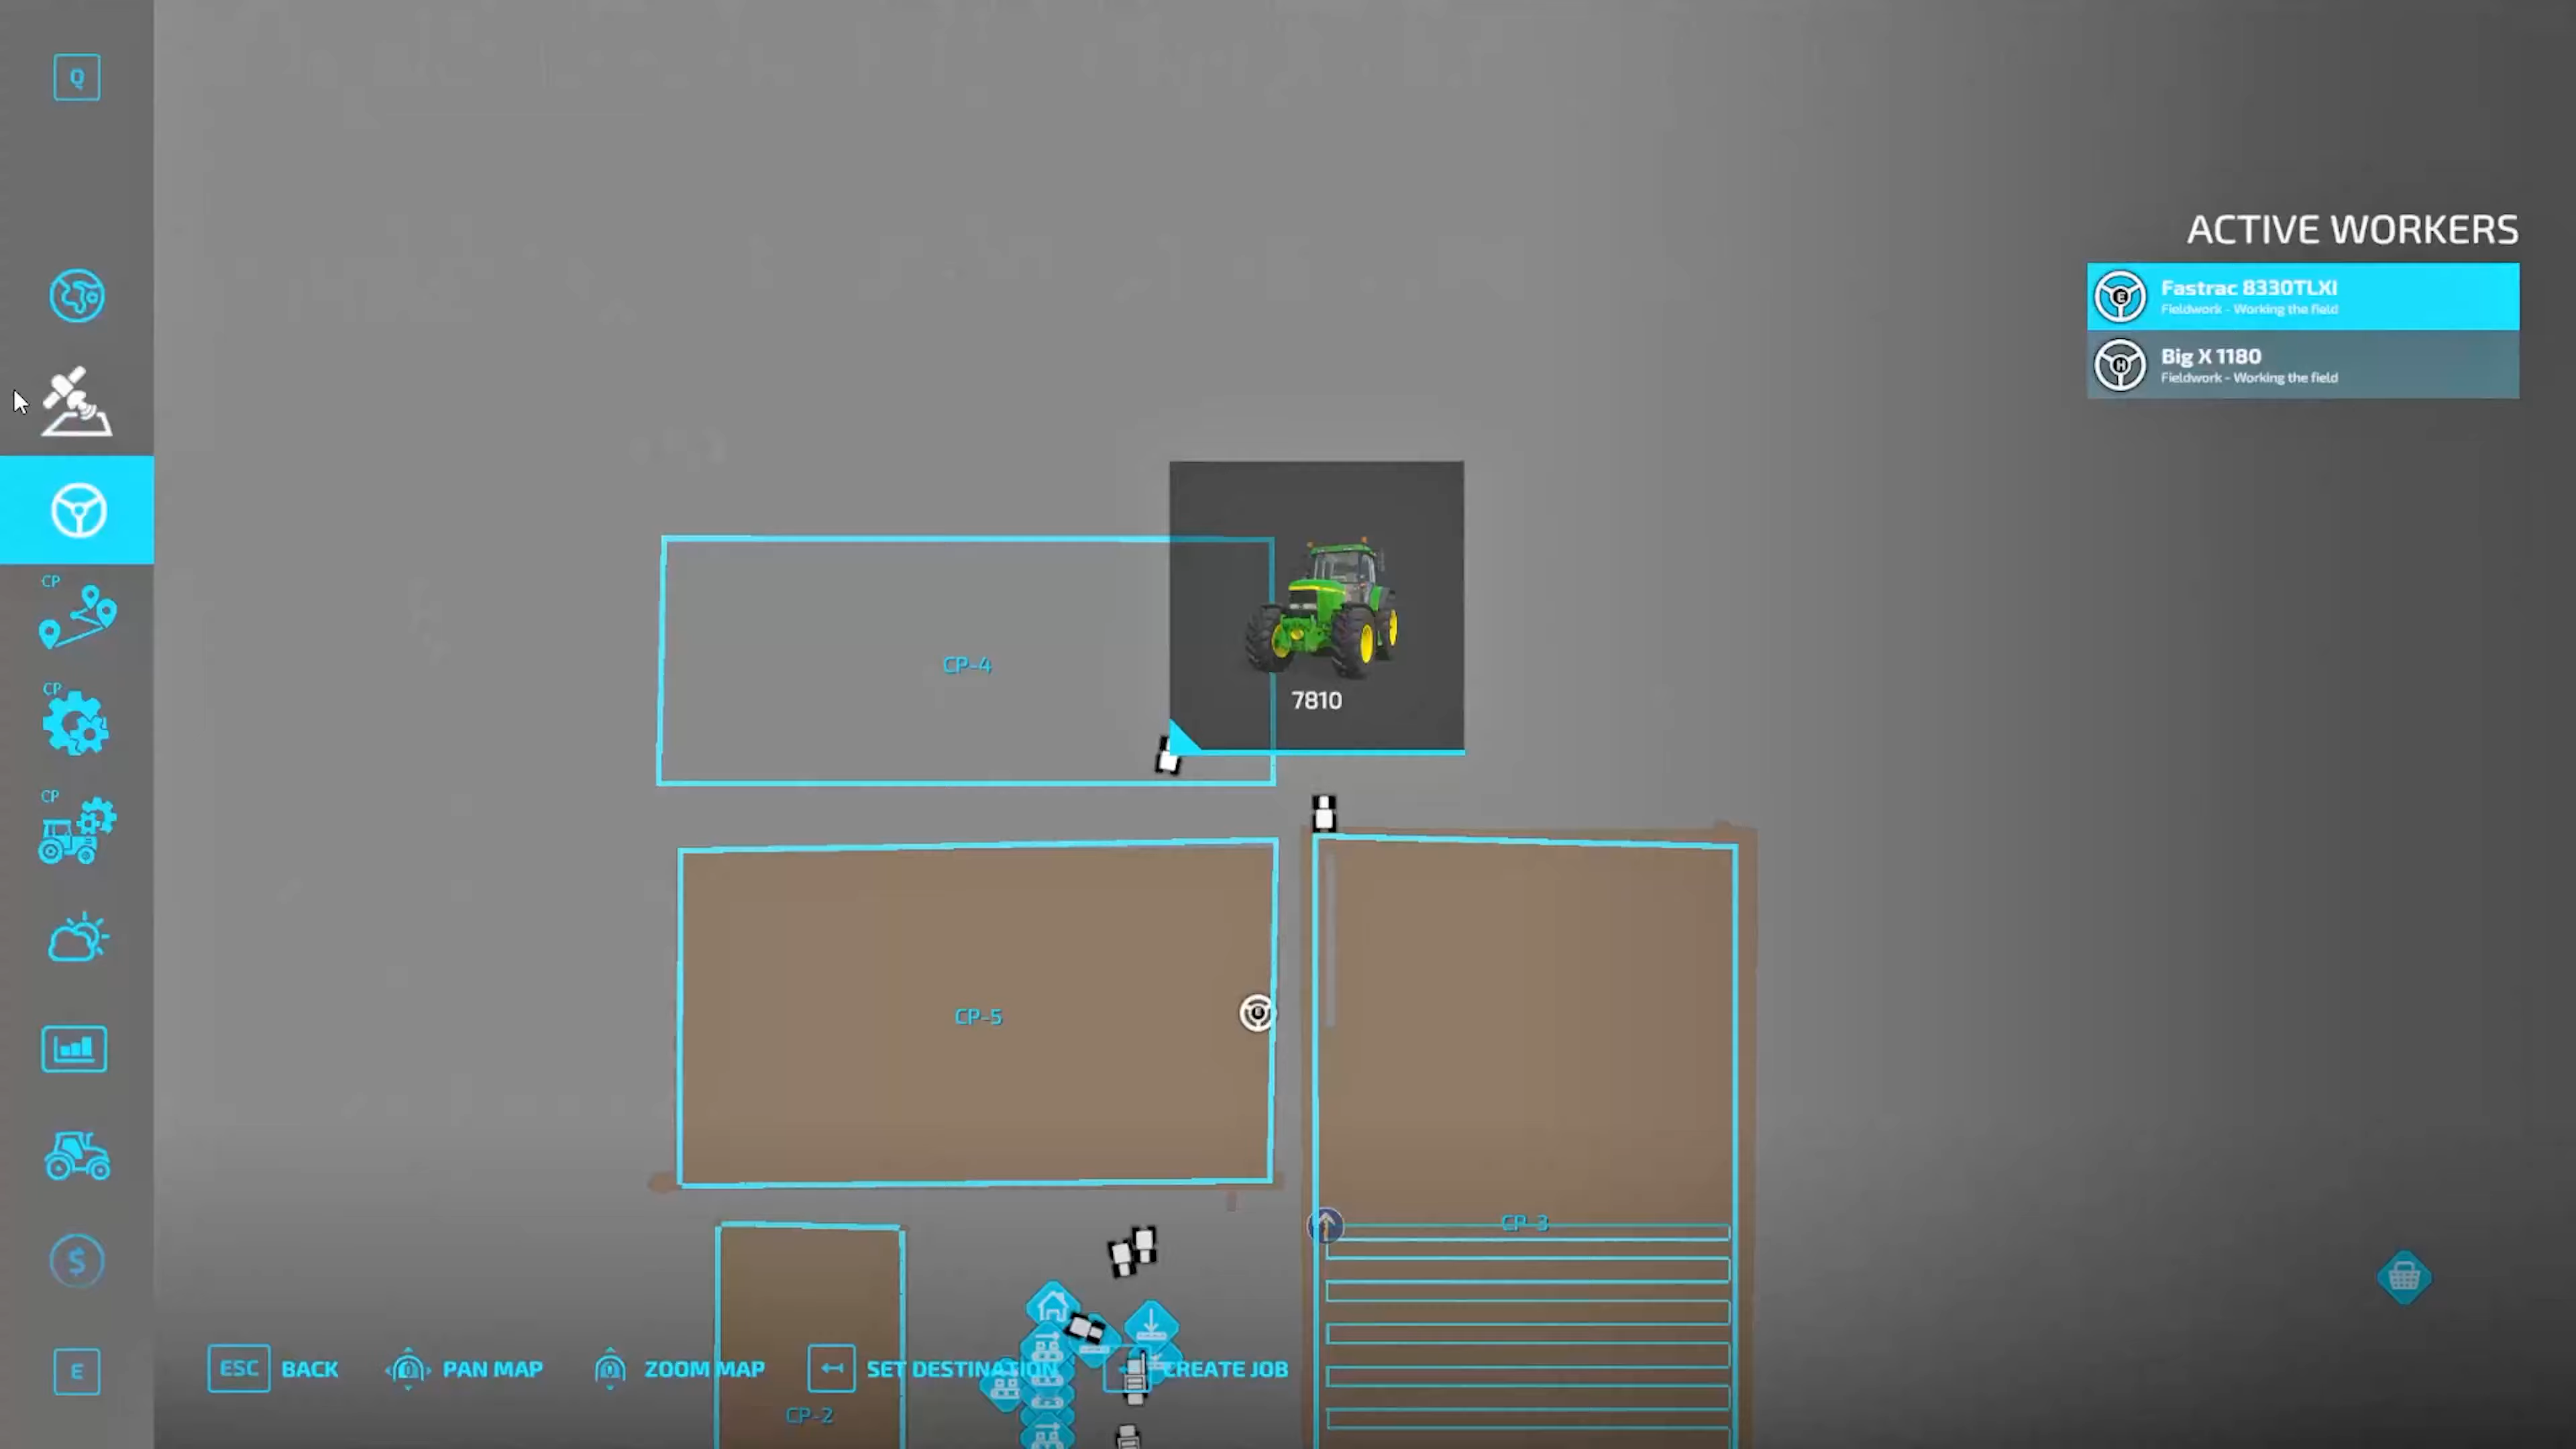 Q
ACTIVE WORKERS
E
Fastrac 8330TLXI
Fieldwork - Working the field
H
Big X 1180
Fieldwork - Working the field
CP
CP
CP
CP-4
7810
CP-5
E
CP-3
E
ESC BACK PAN MAP ZOOM MAP SET DESTINATION CREATE JOB
CP-2